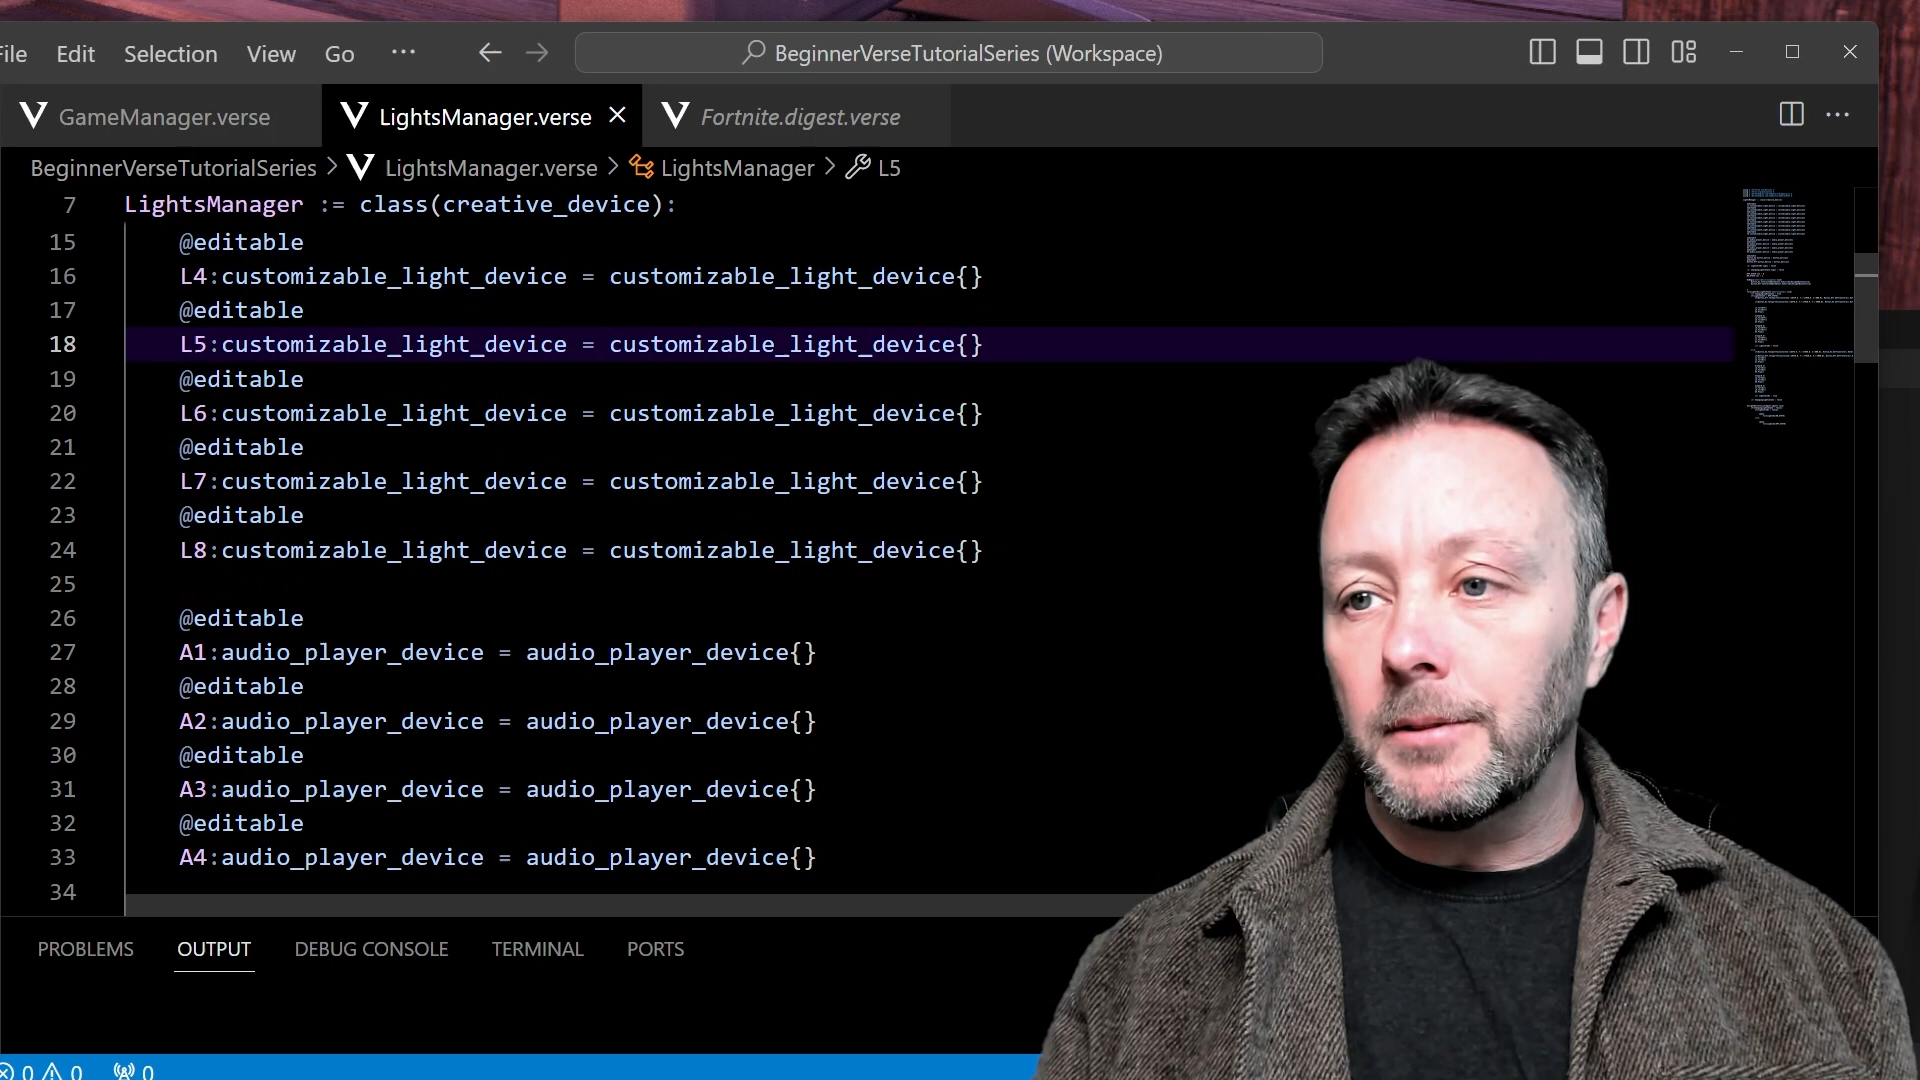 File Edit Selection View Go ··· BeginnerVerseTutorialSeries (Workspace)
GameManager.verse LightsManager.verse Fortnite.digest.verse
BeginnerVerseTutorialSeries > LightsManager.verse > LightsManager > L5
7 LightsManager := class(creative_device):
15 @editable
16 L4:customizable_light_device = customizable_light_device{}
17 @editable
18 L5:customizable_light_device = customizable_light_device{}
19 @editable
20 L6:customizable_light_device = customizable_light_device{}
21 @editable
22 L7:customizable_light_device = customizable_light_device{}
23 @editable
24 L8:customizable_light_device = customizable_light_device{}
25
26 @editable
27 A1:audio_player_device = audio_player_device{}
28 @editable
29 A2:audio_player_device = audio_player_device{}
30 @editable
31 A3:audio_player_device = audio_player_device{}
32 @editable
33 A4:audio_player_device = audio_player_device{}
34
PROBLEMS OUTPUT DEBUG CONSOLE TERMINAL PORTS
0 0 0